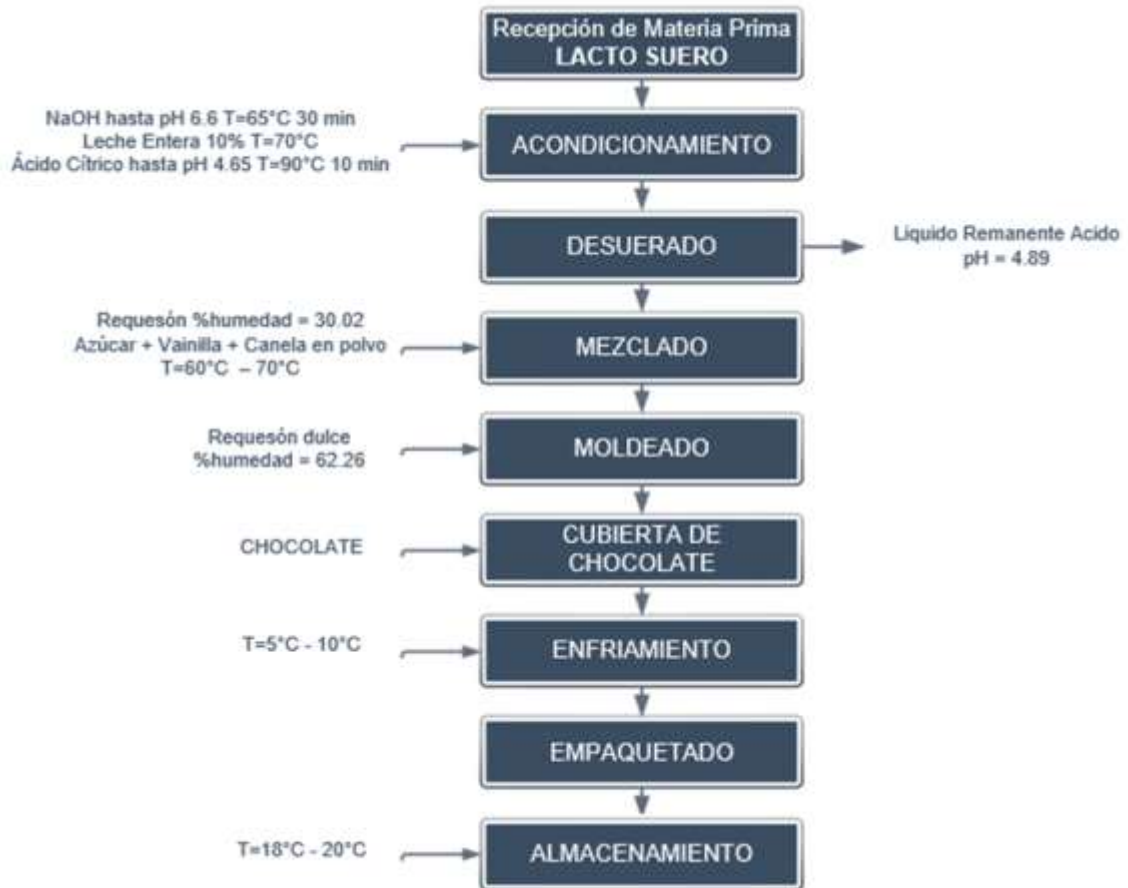 Recepción de Materia Prima
LACTO SUERO
NaOH hasta pH 6.6 T=65°C 30 min
Leche Entera 10% T=70°C
Ácido Cítrico hasta pH 4.65 T=90°C 10 min
ACONDICIONAMIENTO
DESUERADO
Liquido Remanente Acido
pH = 4.89
Requesón %humedad = 30.02
Azúcar + Vainilla + Canela en polvo
T=60°C – 70°C
MEZCLADO
Requesón dulce
%humedad = 62.26
MOLDEADO
CHOCOLATE
CUBIERTA DE
CHOCOLATE
T=5°C - 10°C
ENFRIAMIENTO
EMPAQUETADO
T=18°C - 20°C
ALMACENAMIENTO